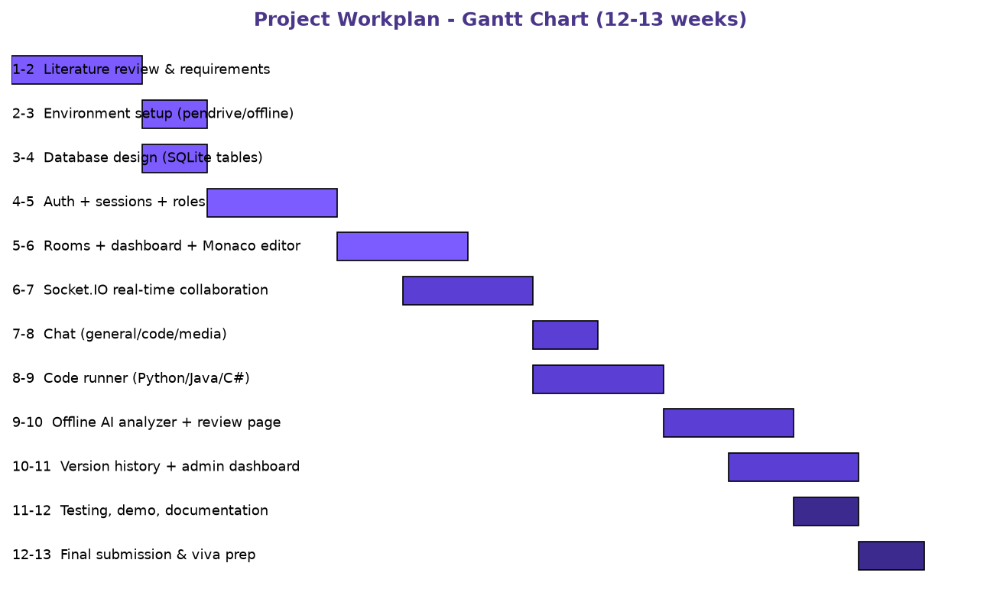 Project Workplan - Gantt Chart (12-13 weeks)
1-2 Literature review & requirements
2-3 Environment setup (pendrive/offline)
3-4 Database design (SQLite tables)
4-5 Auth + sessions + roles
5-6 Rooms + dashboard + Monaco editor
6-7 Socket.IO real-time collaboration
7-8 Chat (general/code/media)
8-9 Code runner (Python/Java/C#)
9-10 Offline AI analyzer + review page
10-11 Version history + admin dashboard
11-12 Testing, demo, documentation
12-13 Final submission & viva prep